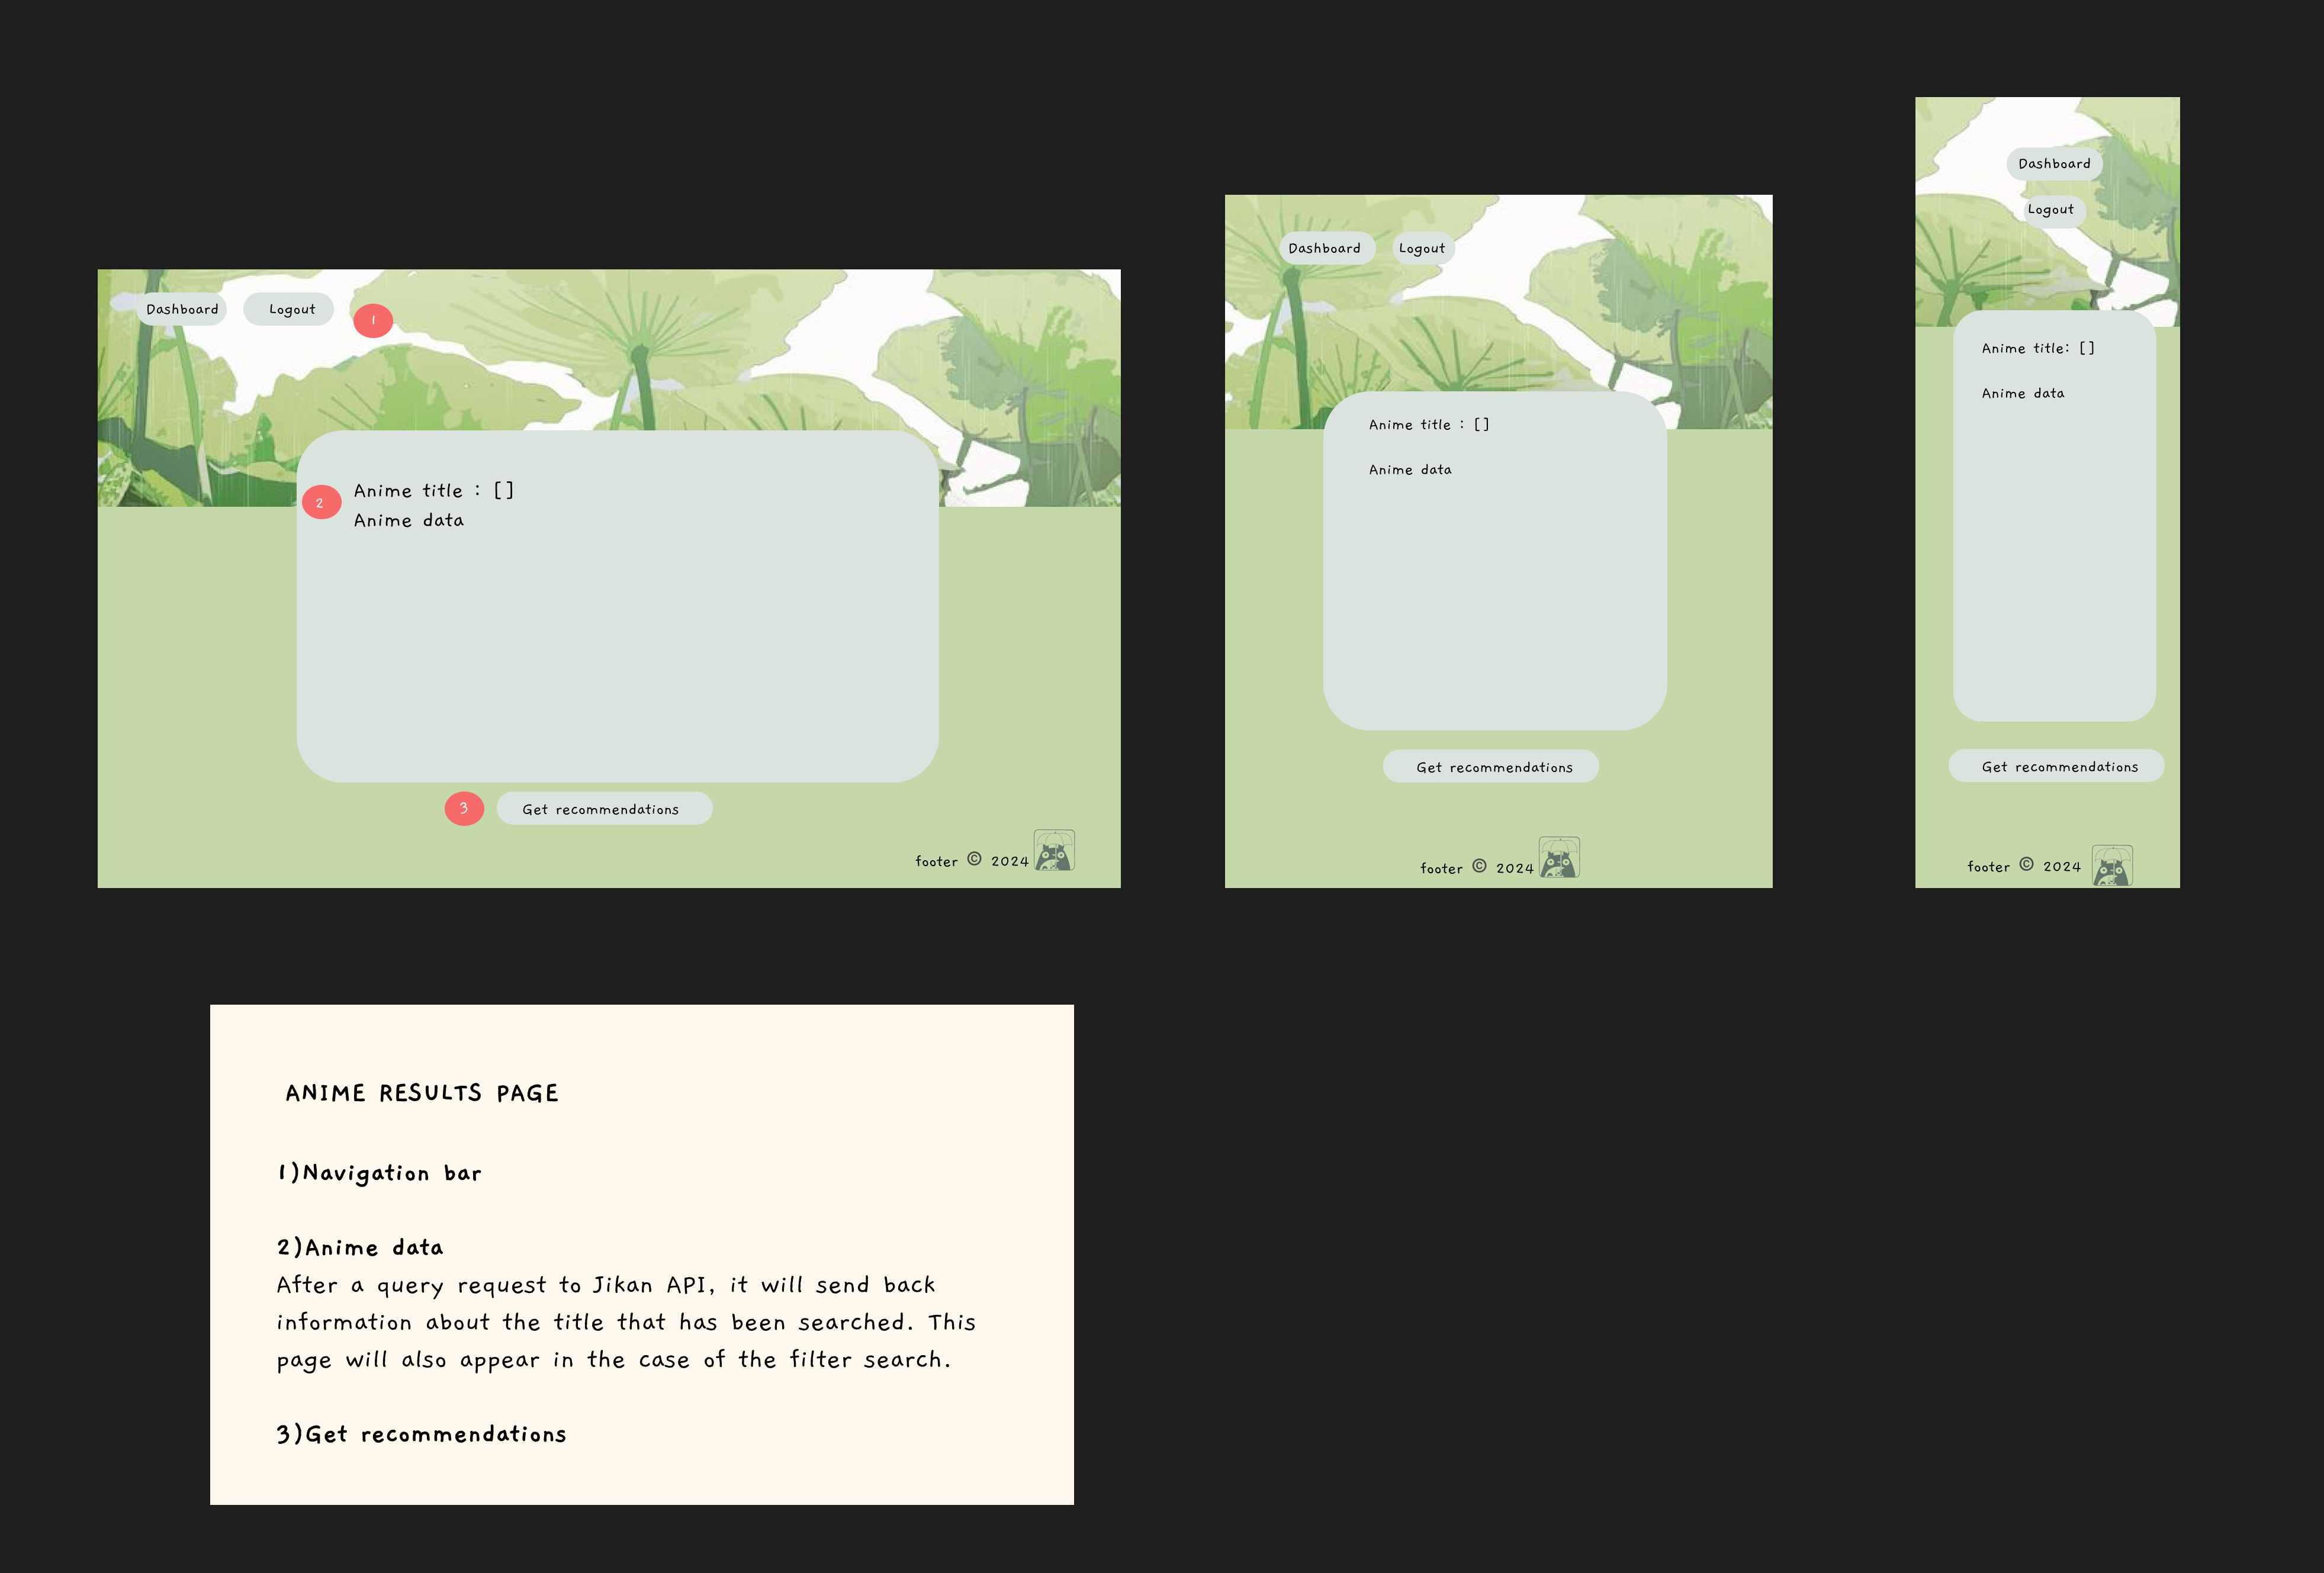 Dashboard
Logout
1
2
Anime title : []
Anime data
3
Get recommendations
footer © 2024
Dashboard
Logout
Anime title : []
Anime data
Get recommendations
footer © 2024
Dashboard
Logout
Anime title: []
Anime data
Get recommendations
footer © 2024
ANIME RESULTS PAGE
1)Navigation bar
2)Anime data
After a query request to Jikan API, it will send back
information about the title that has been searched. This
page will also appear in the case of the filter search.
3)Get recommendations